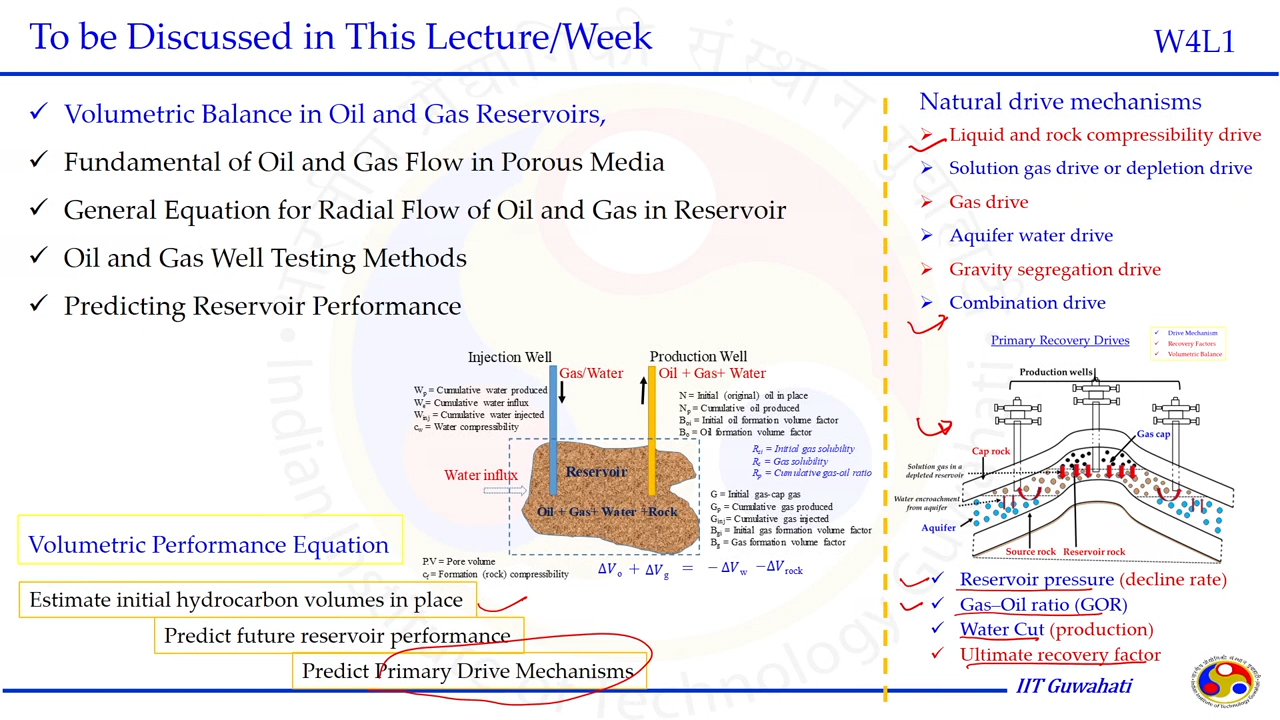 To be Discussed in This Lecture/Week
W4L1
✓ Volumetric Balance in Oil and Gas Reservoirs,
✓ Fundamental of Oil and Gas Flow in Porous Media
✓ General Equation for Radial Flow of Oil and Gas in Reservoir
✓ Oil and Gas Well Testing Methods
✓ Predicting Reservoir Performance
Injection Well
Production Well
Gas/Water
Oil + Gas+ Water
Wp = Cumulative water produced
We= Cumulative water influx
Winj = Cumulative water injected
cw = Water compressibility
N = Initial (original) oil in place
Np = Cumulative oil produced
Boi = Initial oil formation volume factor
Bo = Oil formation volume factor
Rsi = Initial gas solubility
Rs = Gas solubility
Rp = Cumulative gas-oil ratio
Water influx
Reservoir
Oil + Gas+ Water +Rock
G = Initial gas-cap gas
Gp = Cumulative gas produced
Ginj= Cumulative gas injected
Bgi = Initial gas formation volume factor
Bg = Gas formation volume factor
P.V = Pore volume
cf = Formation (rock) compressibility
ΔVo + ΔVg = −ΔVw −ΔVrock
Volumetric Performance Equation
Estimate initial hydrocarbon volumes in place
Predict future reservoir performance
Predict Primary Drive Mechanisms
Natural drive mechanisms
➢ Liquid and rock compressibility drive
➢ Solution gas drive or depletion drive
➢ Gas drive
➢ Aquifer water drive
➢ Gravity segregation drive
➢ Combination drive
Primary Recovery Drives
✓ Drive Mechanism
✓ Recovery Factors
✓ Volumetric Balance
Production wells
Gas cap
Cap rock
Solution gas in a
depleted reservoir
Water encroachment
from aquifer
Aquifer
Source rock
Reservoir rock
✓ Reservoir pressure (decline rate)
✓ Gas–Oil ratio (GOR)
✓ Water Cut (production)
✓ Ultimate recovery factor
IIT Guwahati